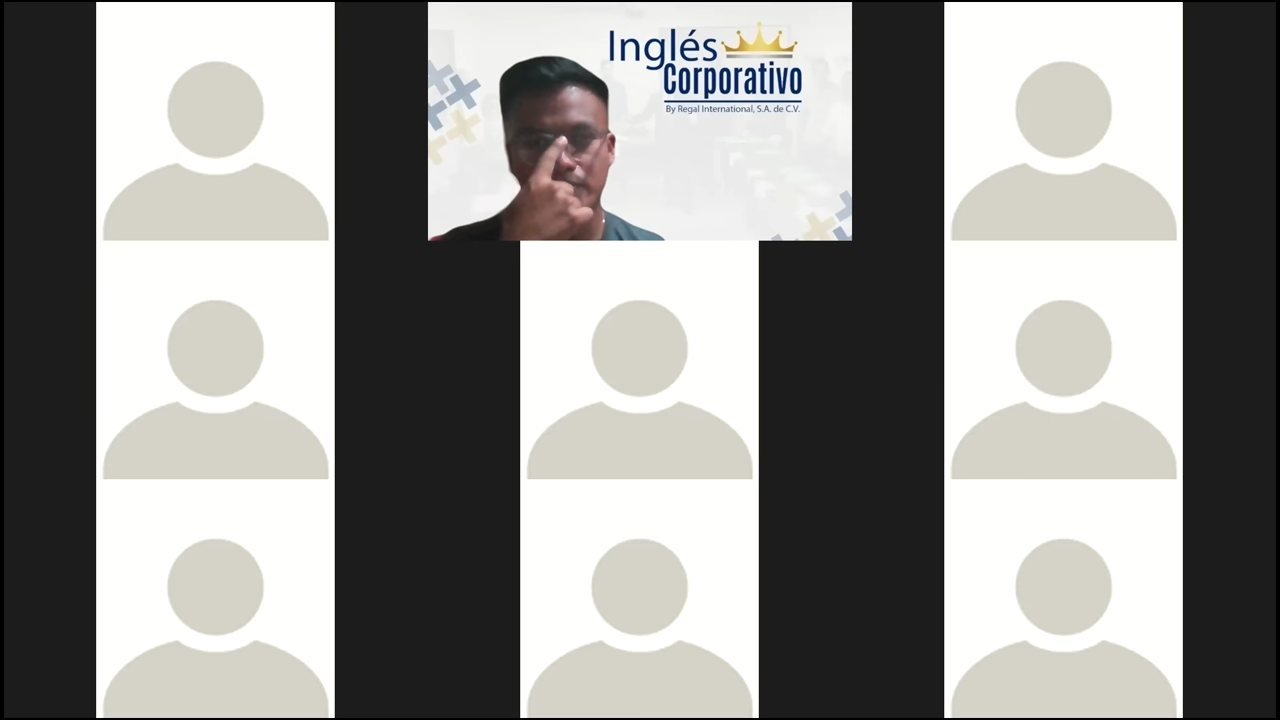 Inglés
Corporativo
By Regal International, S.A. de C.V.